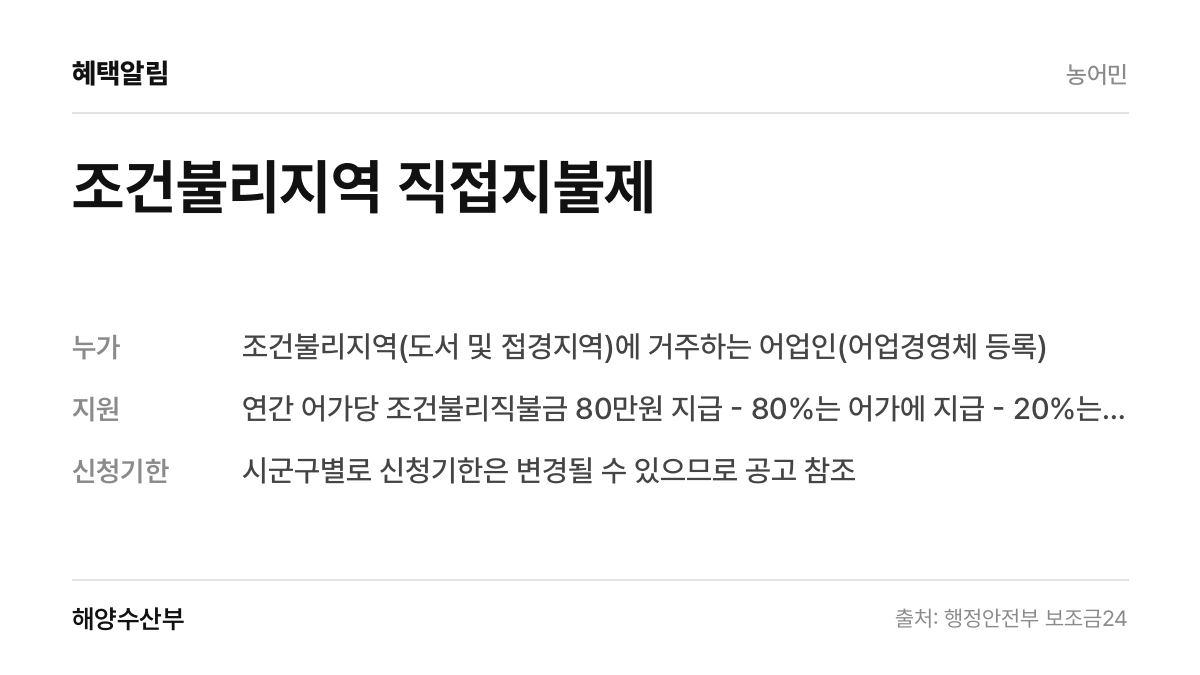 혜택알림
농어민
조건불리지역 직접지불제
누가 조건불리지역(도서 및 접경지역)에 거주하는 어업인(어업경영체 등록)
지원 연간 어가당 조건불리직불금 80만원 지급 - 80%는 어가에 지급 - 20%는...
신청기한 시군구별로 신청기한은 변경될 수 있으므로 공고 참조
해양수산부
출처: 행정안전부 보조금24